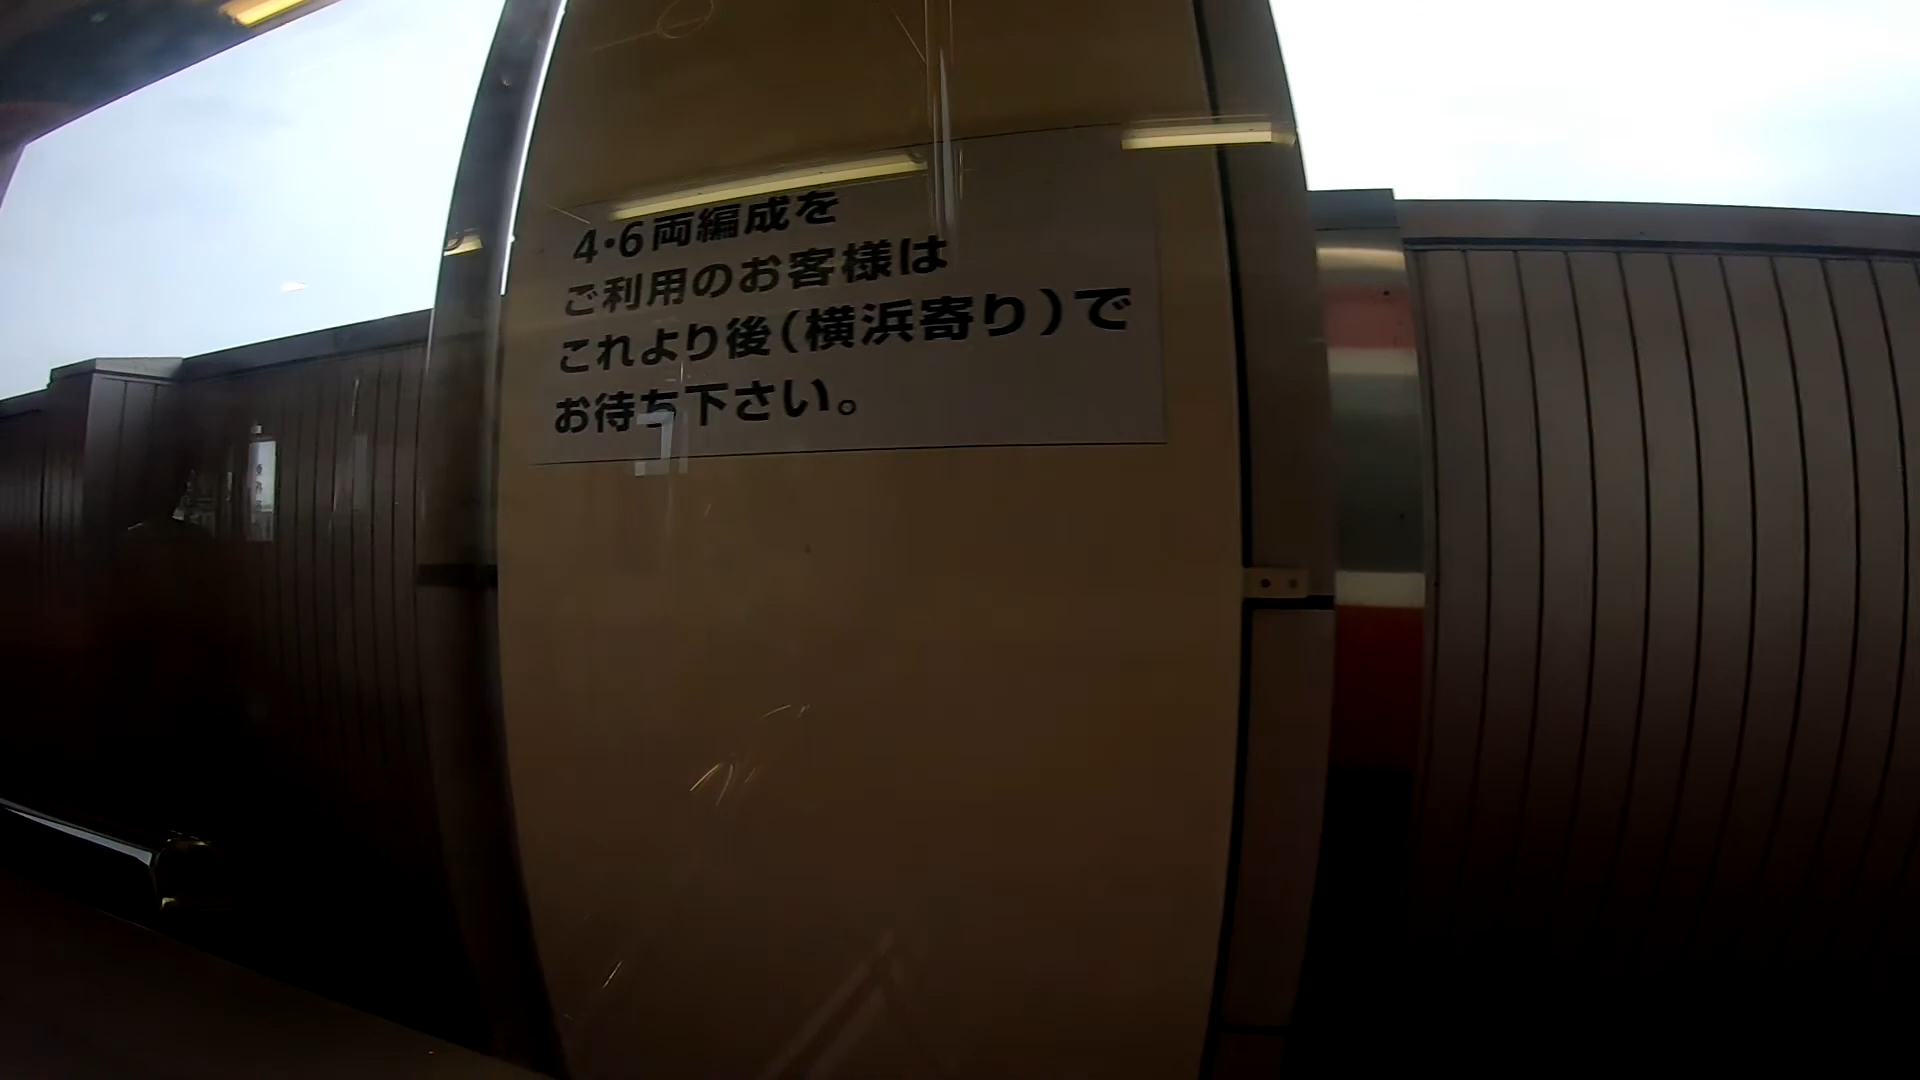 4・6両編成を
ご利用のお客様は
これより後(横浜寄り)で
お待ち下さい。